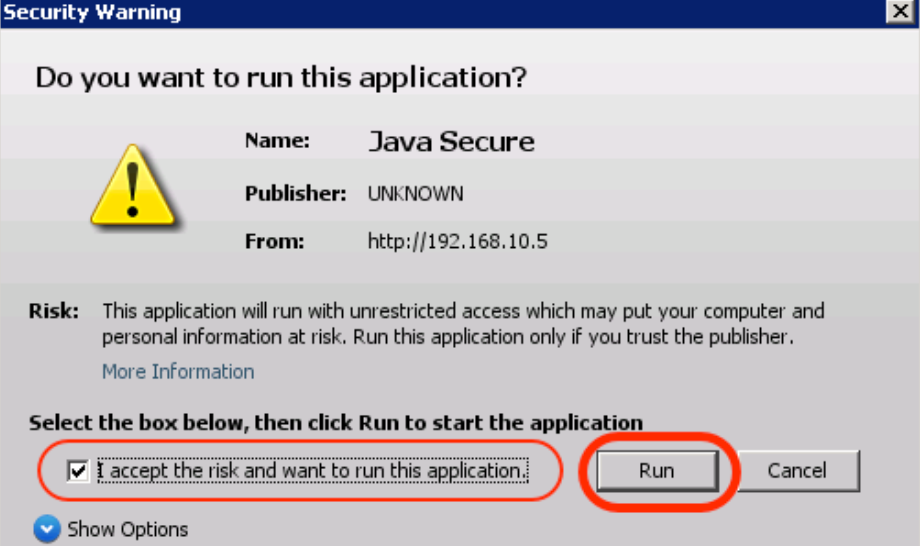 Security Warning
Do you want to run this application?
Name: Java Secure
Publisher: UNKNOWN
From: http://192.168.10.5
Risk: This application will run with unrestricted access which may put your computer and
personal information at risk. Run this application only if you trust the publisher.
More Information
Select the box below, then click Run to start the application
I accept the risk and want to run this application. Run Cancel
Show Options